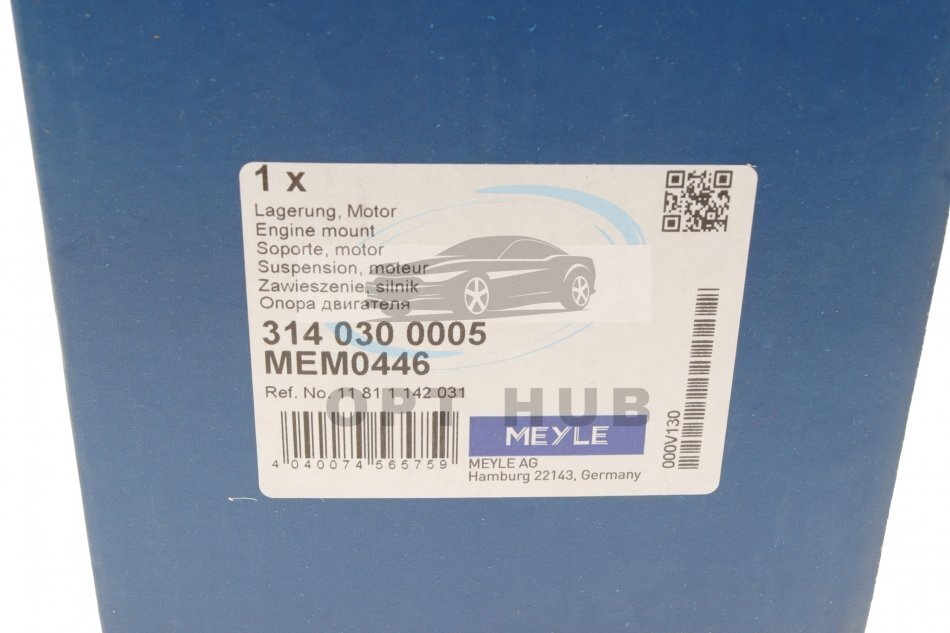 1 x
Lagerung, Motor
Engine mount
Soporte, motor
Suspension, moteur
Zawieszenie, silnik
Опора двигателя
314 030 0005
MEM0446
Ref. No. 11 81 1 142 031
OPT HUB
MEYLE
4 040074 565759
MEYLE AG
Hamburg 22143, Germany
000V130